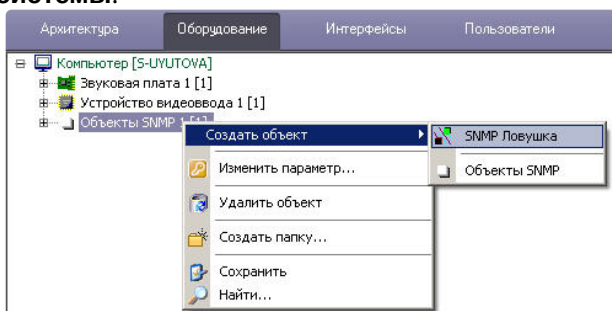 системы.
Архитектура Оборудование Интерфейсы Пользователи
Компьютер [S-UYUTOVA]
Звуковая плата 1 [1]
Устройство видеоввода 1 [1]
Объекты SNMP 1 [1]
Создать объект
SNMP Ловушка
Изменить параметр...
Объекты SNMP
Удалить объект
Создать папку...
Сохранить
Найти...